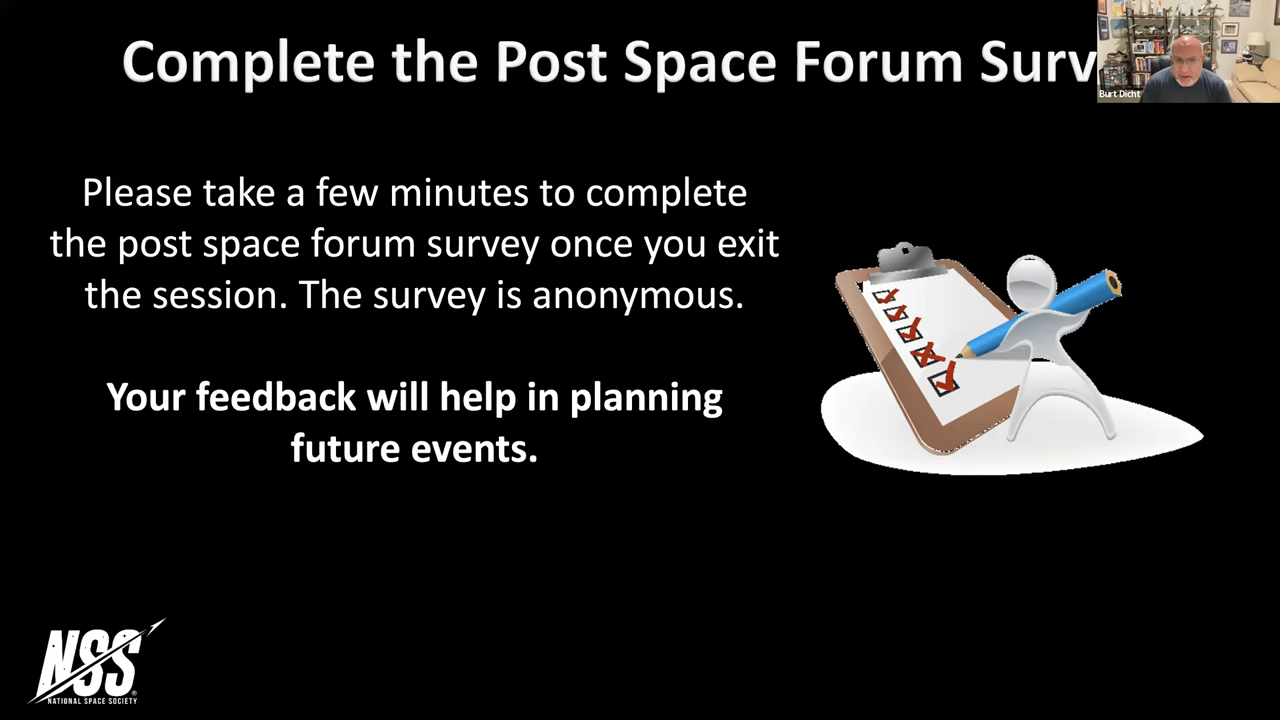 Complete the Post Space Forum Surv
Burt Dicht
Please take a few minutes to complete
the post space forum survey once you exit
the session. The survey is anonymous.
Your feedback will help in planning
future events.
NSS
NATIONAL SPACE SOCIETY